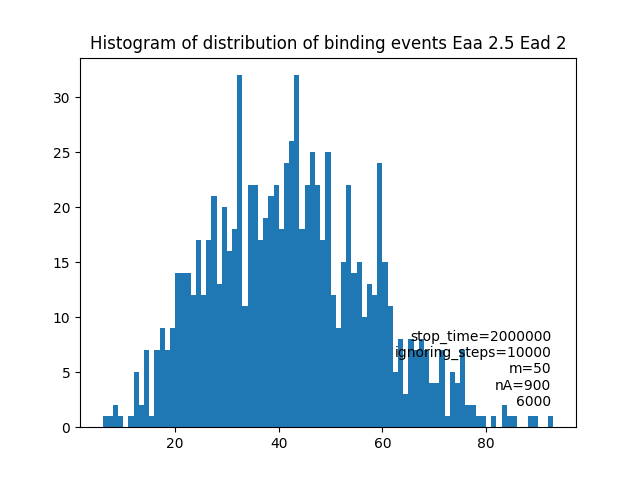 Histogram of distribution of binding events Eaa 2.5 Ead 2
30
25
20
15
10
5
0
stop_time=2000000
ignoring_steps=10000
m=50
nA=900
6000
20 40 60 80